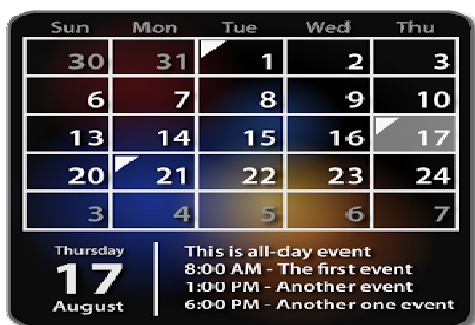 Sun Mon Tue Wed Thu
30 31 1 2 3
6 7 8 9 10
13 14 15 16 17
20 21 22 23 24
3 4 5 6 7
Thursday
17
August
This is all-day event
8:00 AM - The first event
1:00 PM - Another event
6:00 PM - Another one event